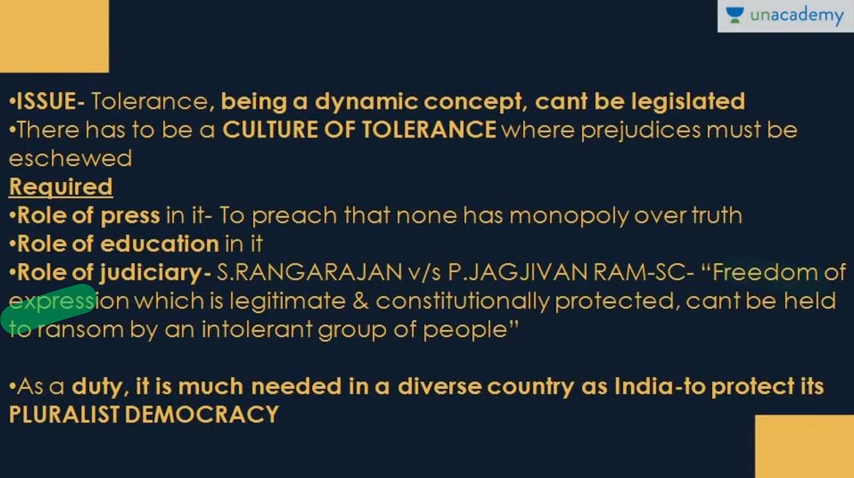 unacademy
•ISSUE- Tolerance, being a dynamic concept, cant be legislated
•There has to be a CULTURE OF TOLERANCE where prejudices must be
eschewed
Required
•Role of press in it- To preach that none has monopoly over truth
•Role of education in it
•Role of judiciary- S.RANGARAJAN v/s P.JAGJIVAN RAM-SC- “Freedom of
expression which is legitimate & constitutionally protected, cant be held
to ransom by an intolerant group of people”
•As a duty, it is much needed in a diverse country as India-to protect its
PLURALIST DEMOCRACY